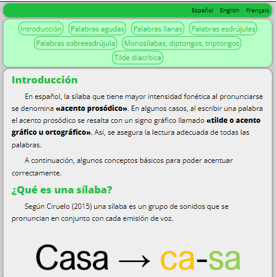 Español English Français
Introducción Palabras agudas Palabras llanas Palabras esdrújulas
Palabras sobreesdrújula Monosílabas, diptongos, triptongos
Tilde diacrítica
Introducción
En español, la sílaba que tiene mayor intensidad fonética al pronunciarse
se denomina «acento prosódico». En algunos casos, al escribir una palabra
el acento prosódico se resalta con un signo gráfico llamado «tilde o acento
gráfico u ortográfico». Así, se asegura la lectura adecuada de todas las
palabras.
A continuación, algunos conceptos básicos para poder acentuar
correctamente.
¿Qué es una sílaba?
Según Ciruelo (2015) una sílaba es un grupo de sonidos que se
pronuncian en conjunto con cada emisión de voz.
Casa → ca-sa